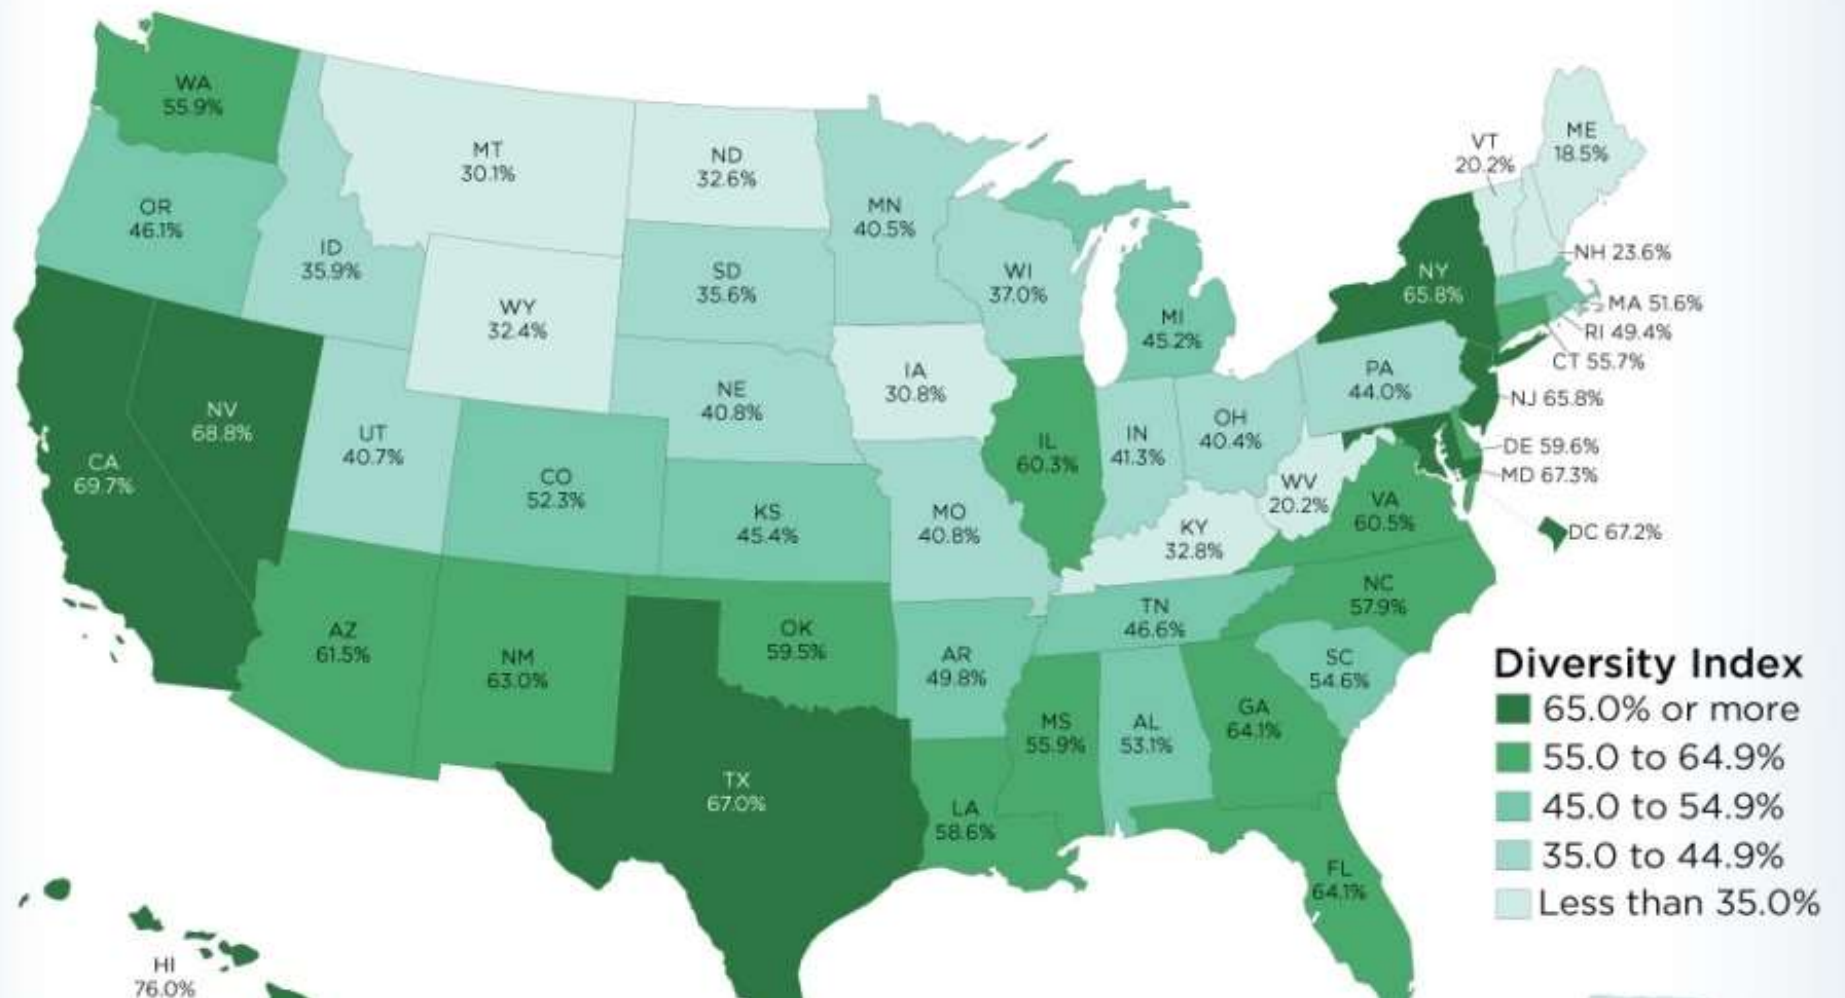 WA
55.9%
MT
30.1%
ND
32.6%
MN
40.5%
VT
20.2%
ME
18.5%
OR
46.1%
ID
35.9%
WY
32.4%
SD
35.6%
WI
37.0%
MI
45.2%
NY
65.8%
NH 23.6%
MA 51.6%
RI 49.4%
CT 55.7%
NJ 65.8%
DE 59.6%
MD 67.3%
DC 67.2%
CA
69.7%
NV
68.8%
UT
40.7%
CO
52.3%
NE
40.8%
KS
45.4%
IA
30.8%
MO
40.8%
IL
60.3%
IN
41.3%
OH
40.4%
PA
44.0%
WV
20.2%
VA
60.5%
KY
32.8%
NC
57.9%
TN
46.6%
SC
54.6%
AZ
61.5%
NM
63.0%
OK
59.5%
AR
49.8%
MS
55.9%
AL
53.1%
GA
64.1%
TX
67.0%
LA
58.6%
FL
64.1%
HI
76.0%
Diversity Index
65.0% or more
55.0 to 64.9%
45.0 to 54.9%
35.0 to 44.9%
Less than 35.0%